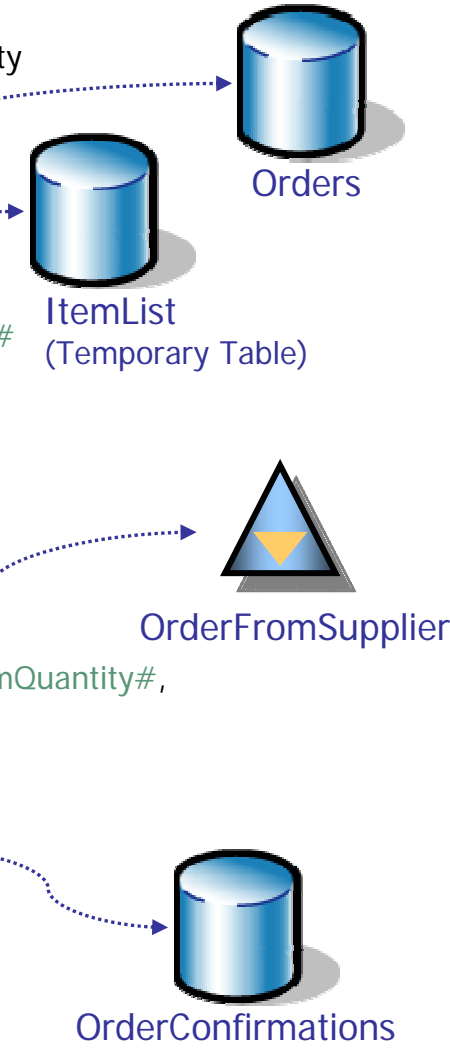 ty
Orders
ItemList
#
(Temporary Table)
OrderFromSupplier
mQuantity#,
OrderConfirmations